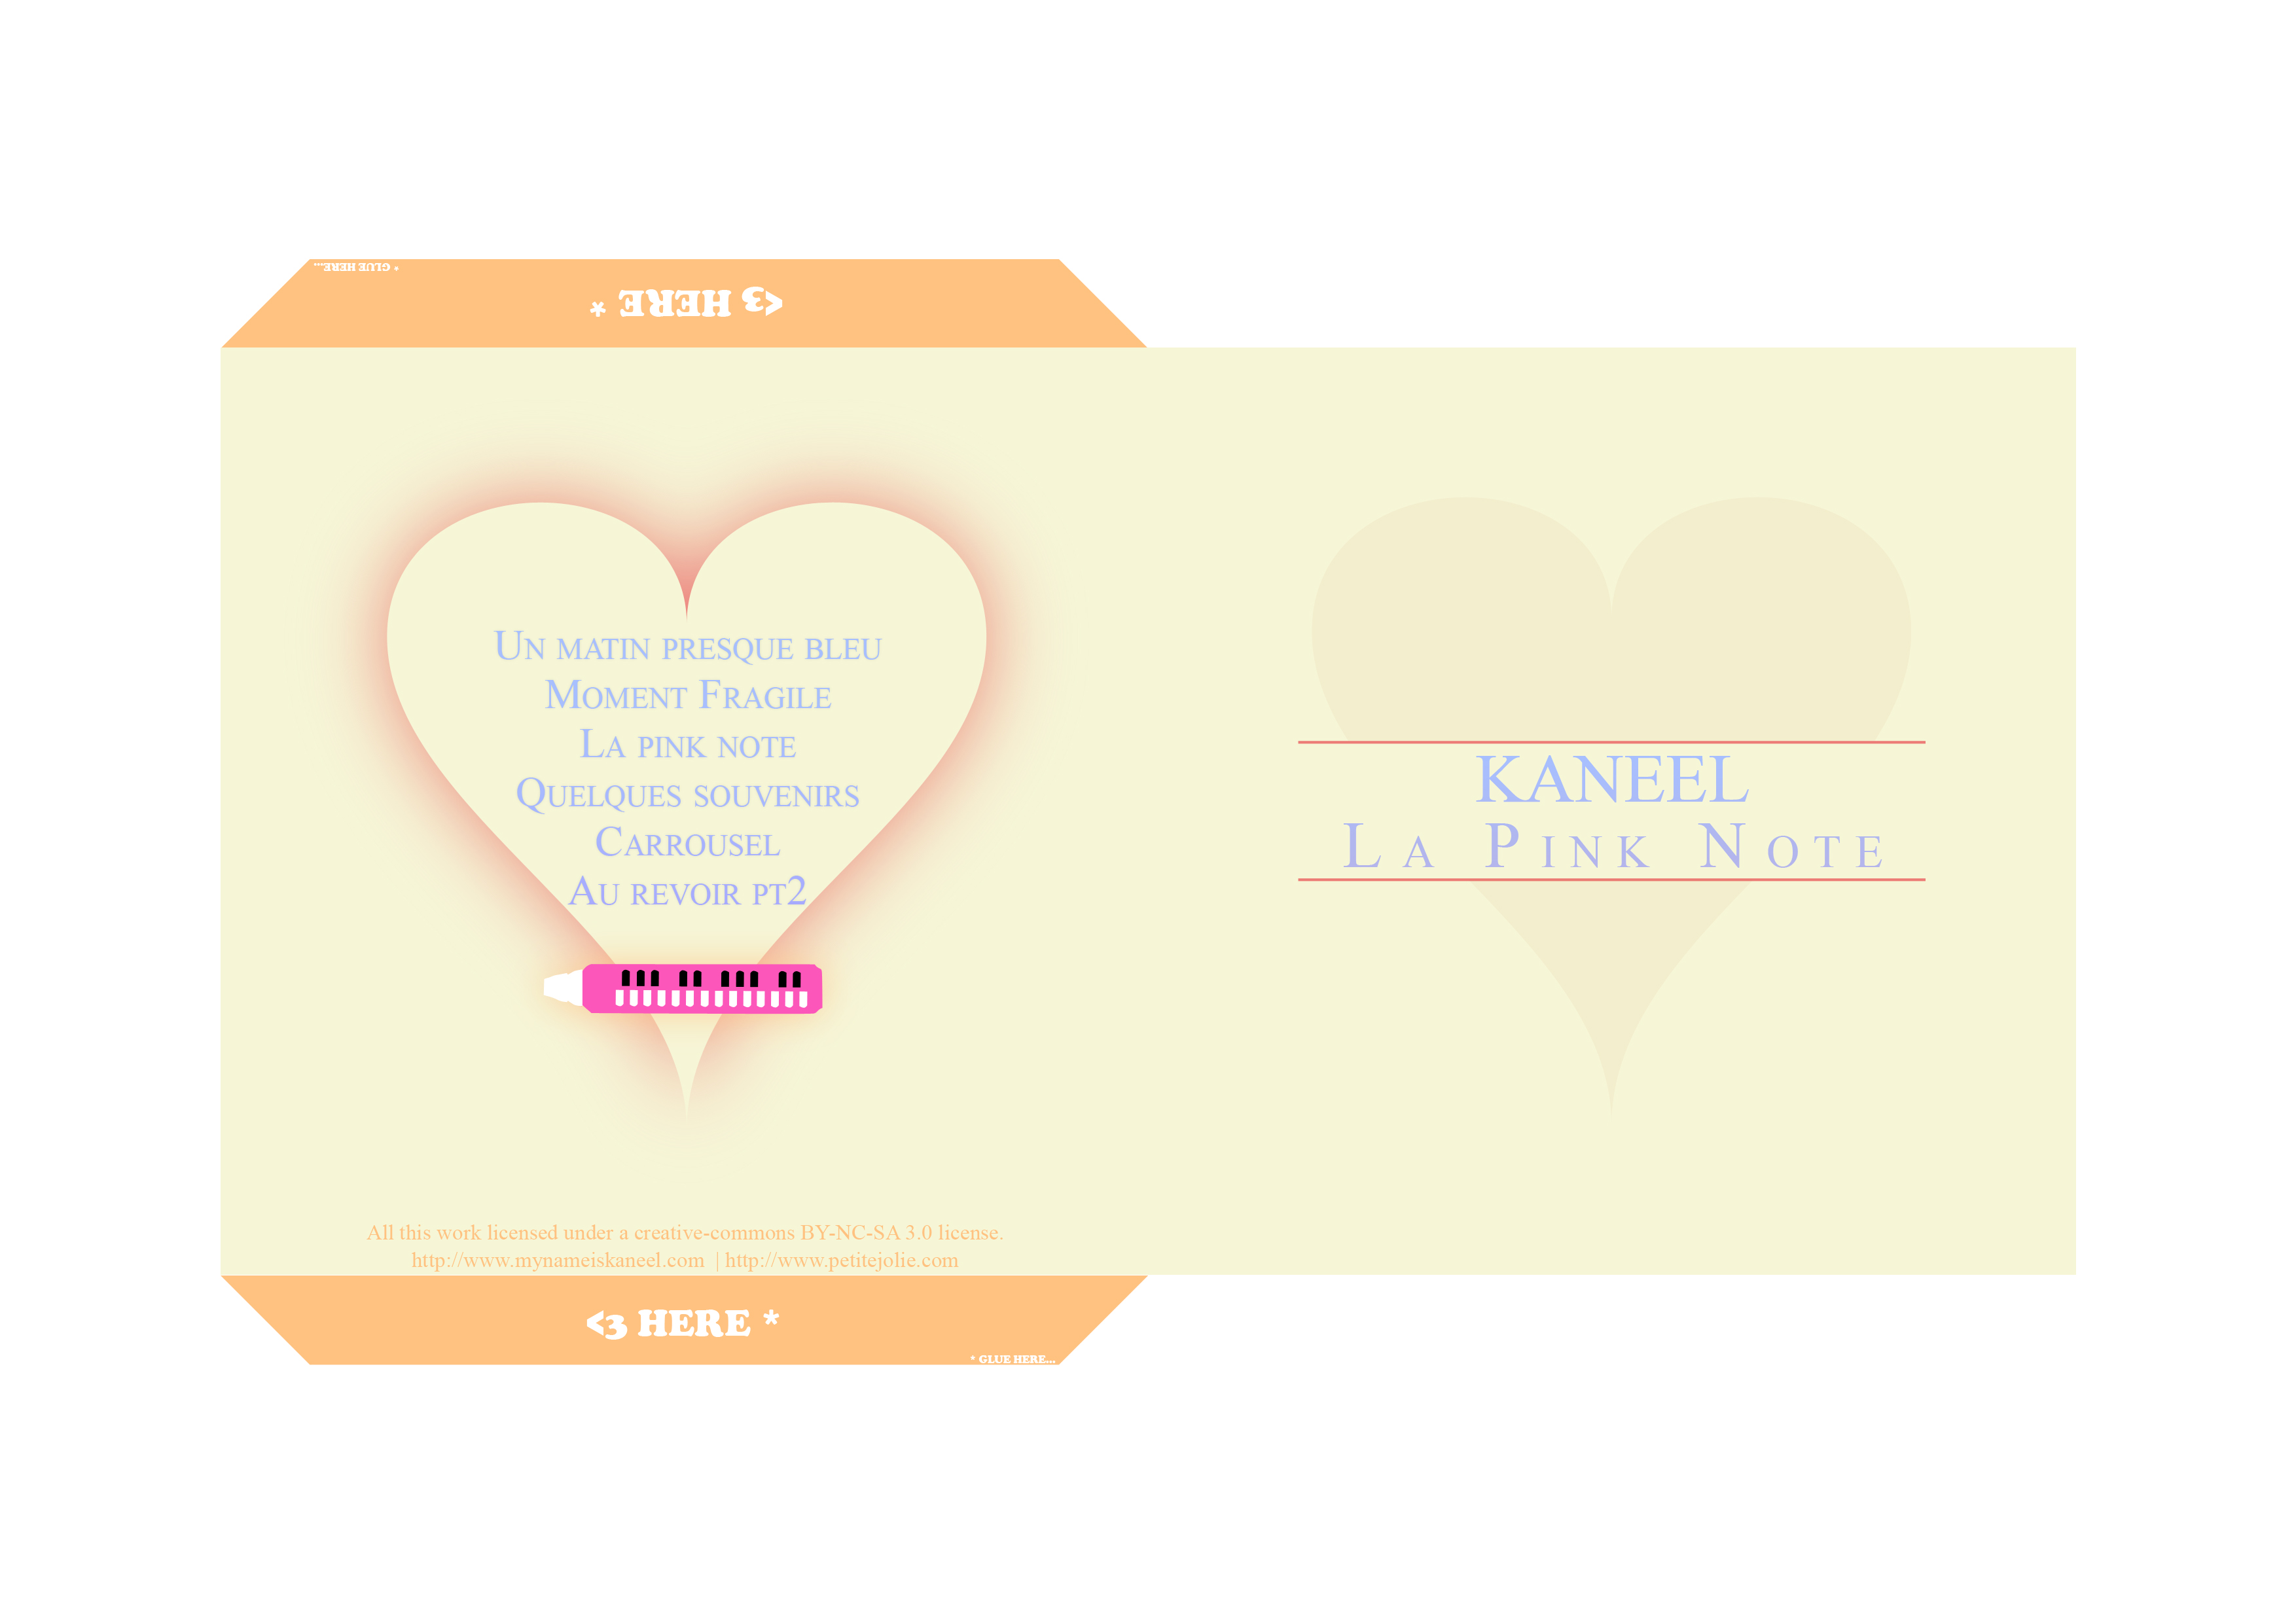 * GLUE HERE...
<3 HERE *
Un matin presque bleu
Moment Fragile
La pink note
Quelques souvenirs
Carrousel
Au revoir pt2
KANEEL
La Pink Note
All this work licensed under a creative-commons BY-NC-SA 3.0 license.
http://www.mynameiskaneel.com | http://www.petitejolie.com
<3 HERE *
* GLUE HERE...